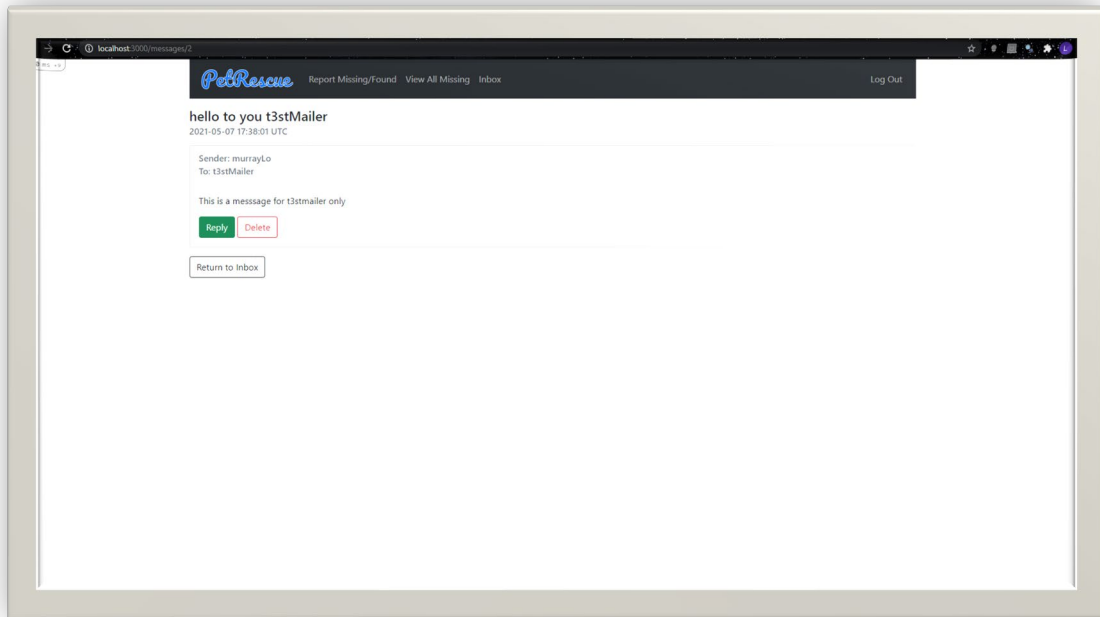 localhost:3000/messages/2
L
ms
PetRescue Report Missing/Found View All Missing Inbox Log Out
hello to you t3stMailer
2021-05-07 17:38:01 UTC
Sender: murrayLo
To: t3stMailer
This is a messsage for t3stmailer only
Reply Delete
Return to Inbox